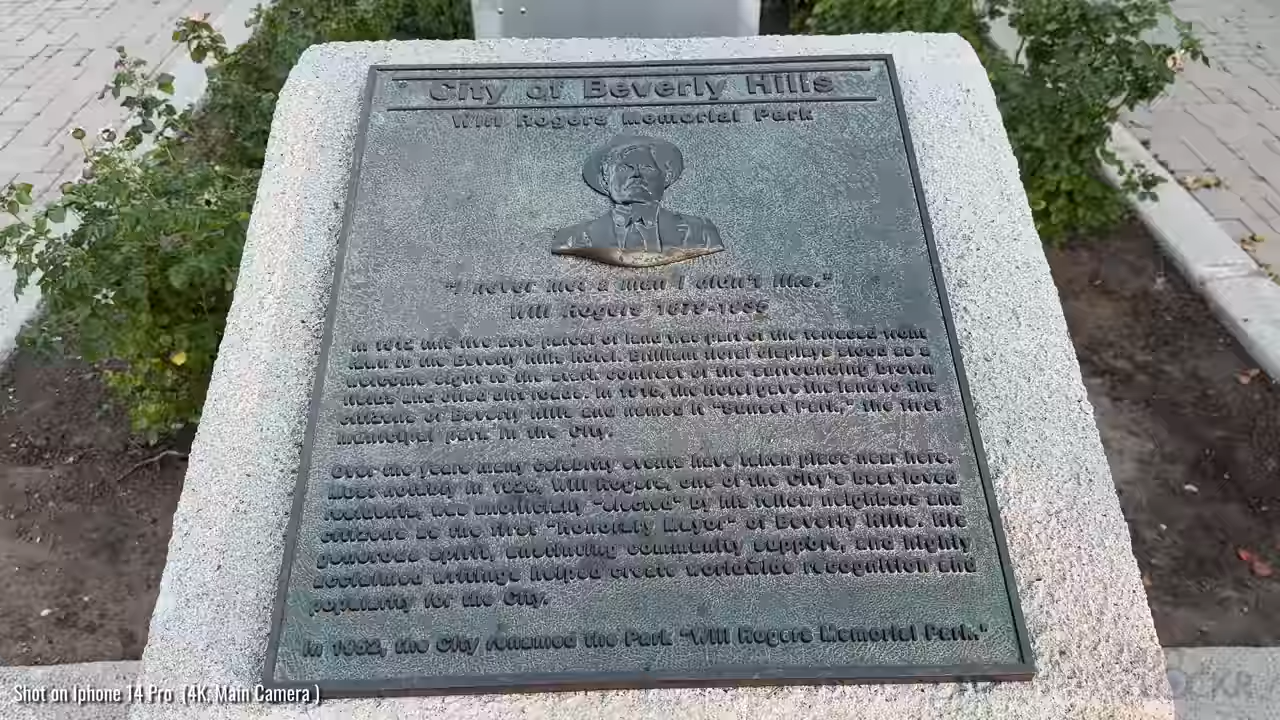 City of Beverly Hills
Will Rogers Memorial Park
"I never met a man I didn't like."
Will Rogers 1879-1935
In 1912 this five acre parcel of land was part of the terraced front
lawn to the Beverly Hills Hotel. Brilliant floral displays stood as a
welcome sight to the stark contrast of the surrounding brown
fields and oiled dirt roads. In 1915, the Hotel gave the land to the
citizens of Beverly Hills and named it "Sunset Park," the first
municipal park in the City.
Over the years many celebrity events have taken place near here.
Most notably, in 1926, Will Rogers, one of the City's best loved
residents, was unofficially "elected" by his fellow neighbors and
citizens as the first "Honorary Mayor" of Beverly Hills. His
generous spirit, unstinting community support, and highly
acclaimed writings helped create worldwide recognition and
popularity for the City.
In 1952, the City renamed the Park "Will Rogers Memorial Park."
Shot on Iphone 14 Pro (4K, Main Camera )